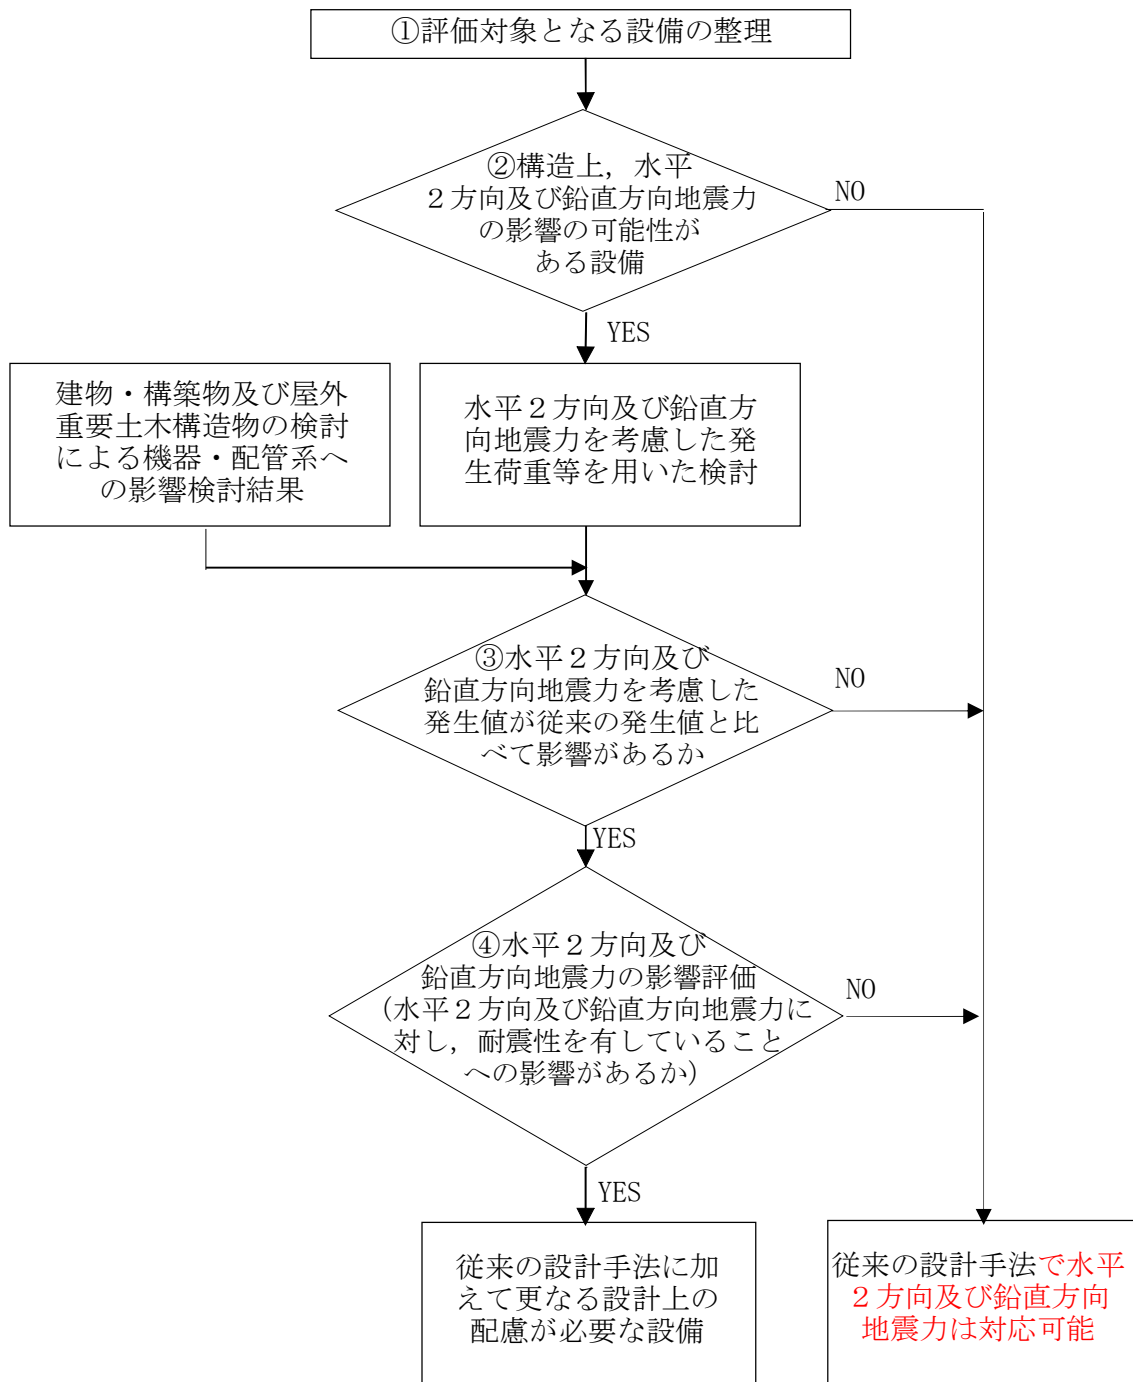 ①評価対象となる設備の整理
②構造上，水平
２方向及び鉛直方向地震力
の影響の可能性が
ある設備
NO
YES
建物・構築物及び屋外
重要土木構造物の検討
による機器・配管系へ
の影響検討結果
水平２方向及び鉛直方
向地震力を考慮した発
生荷重等を用いた検討
③水平２方向及び
鉛直方向地震力を考慮した
発生値が従来の発生値と比
べて影響があるか
NO
YES
④水平２方向及び
鉛直方向地震力の影響評価
（水平２方向及び鉛直方向地震力に
対し，耐震性を有していること
への影響があるか）
NO
YES
従来の設計手法に加
えて更なる設計上の
配慮が必要な設備
従来の設計手法で水平
２方向及び鉛直方向
地震力は対応可能